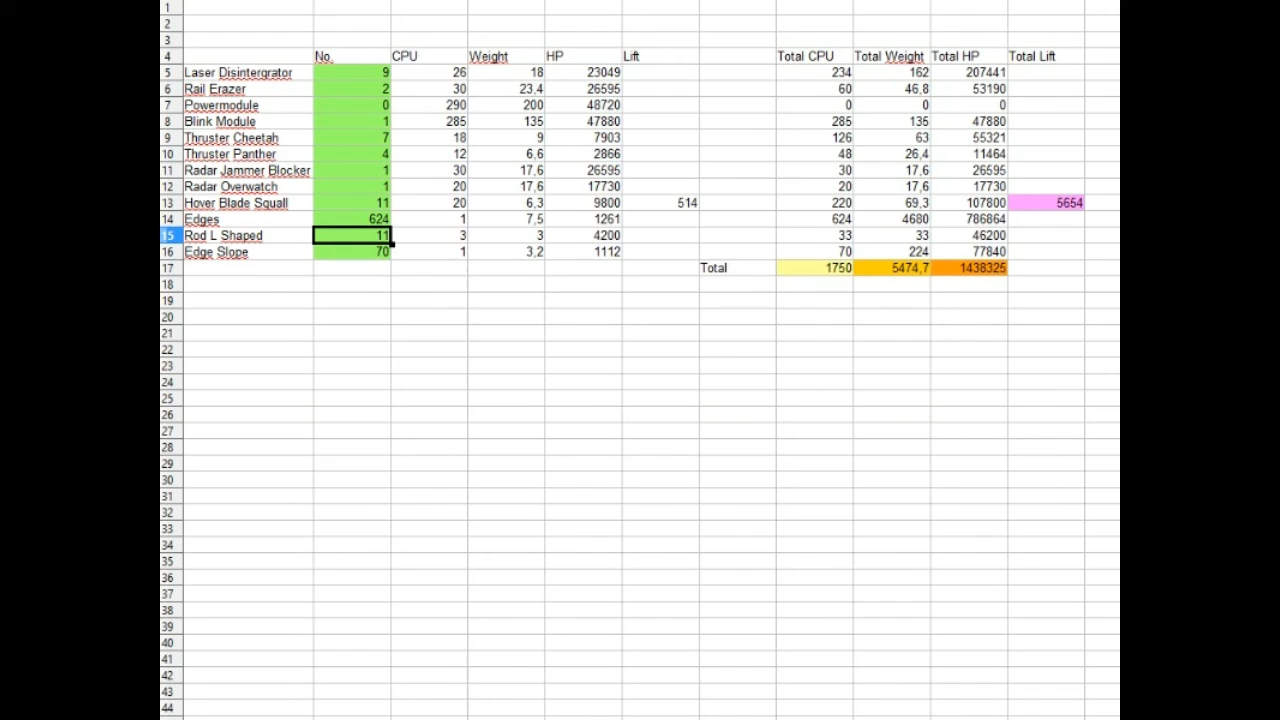 1
2
3
4 No. CPU Weight HP Lift Total CPU Total Weight Total HP Total Lift
5 Laser Disintergrator 9 26 18 23049 234 162 207441
6 Rail Erazer 2 30 23,4 26595 60 46,8 53190
7 Powermodule 0 290 200 48720 0 0 0
8 Blink Module 1 285 135 47880 285 135 47880
9 Thruster Cheetah 7 18 9 7903 126 63 55321
10 Thruster Panther 4 12 6,6 2866 48 26,4 11464
11 Radar Jammer Blocker 1 30 17,6 26595 30 17,6 26595
12 Radar Overwatch 1 20 17,6 17730 20 17,6 17730
13 Hover Blade Squall 11 20 6,3 9800 514 220 69,3 107800 5654
14 Edges 624 1 7,5 1261 624 4680 786864
15 Rod L Shaped 11 3 3 4200 33 33 46200
16 Edge Slope 70 1 3,2 1112 70 224 77840
17 Total 1750 5474,7 1438325
18
19
20
21
22
23
24
25
26
27
28
29
30
31
32
33
34
35
36
37
38
39
40
41
42
43
44